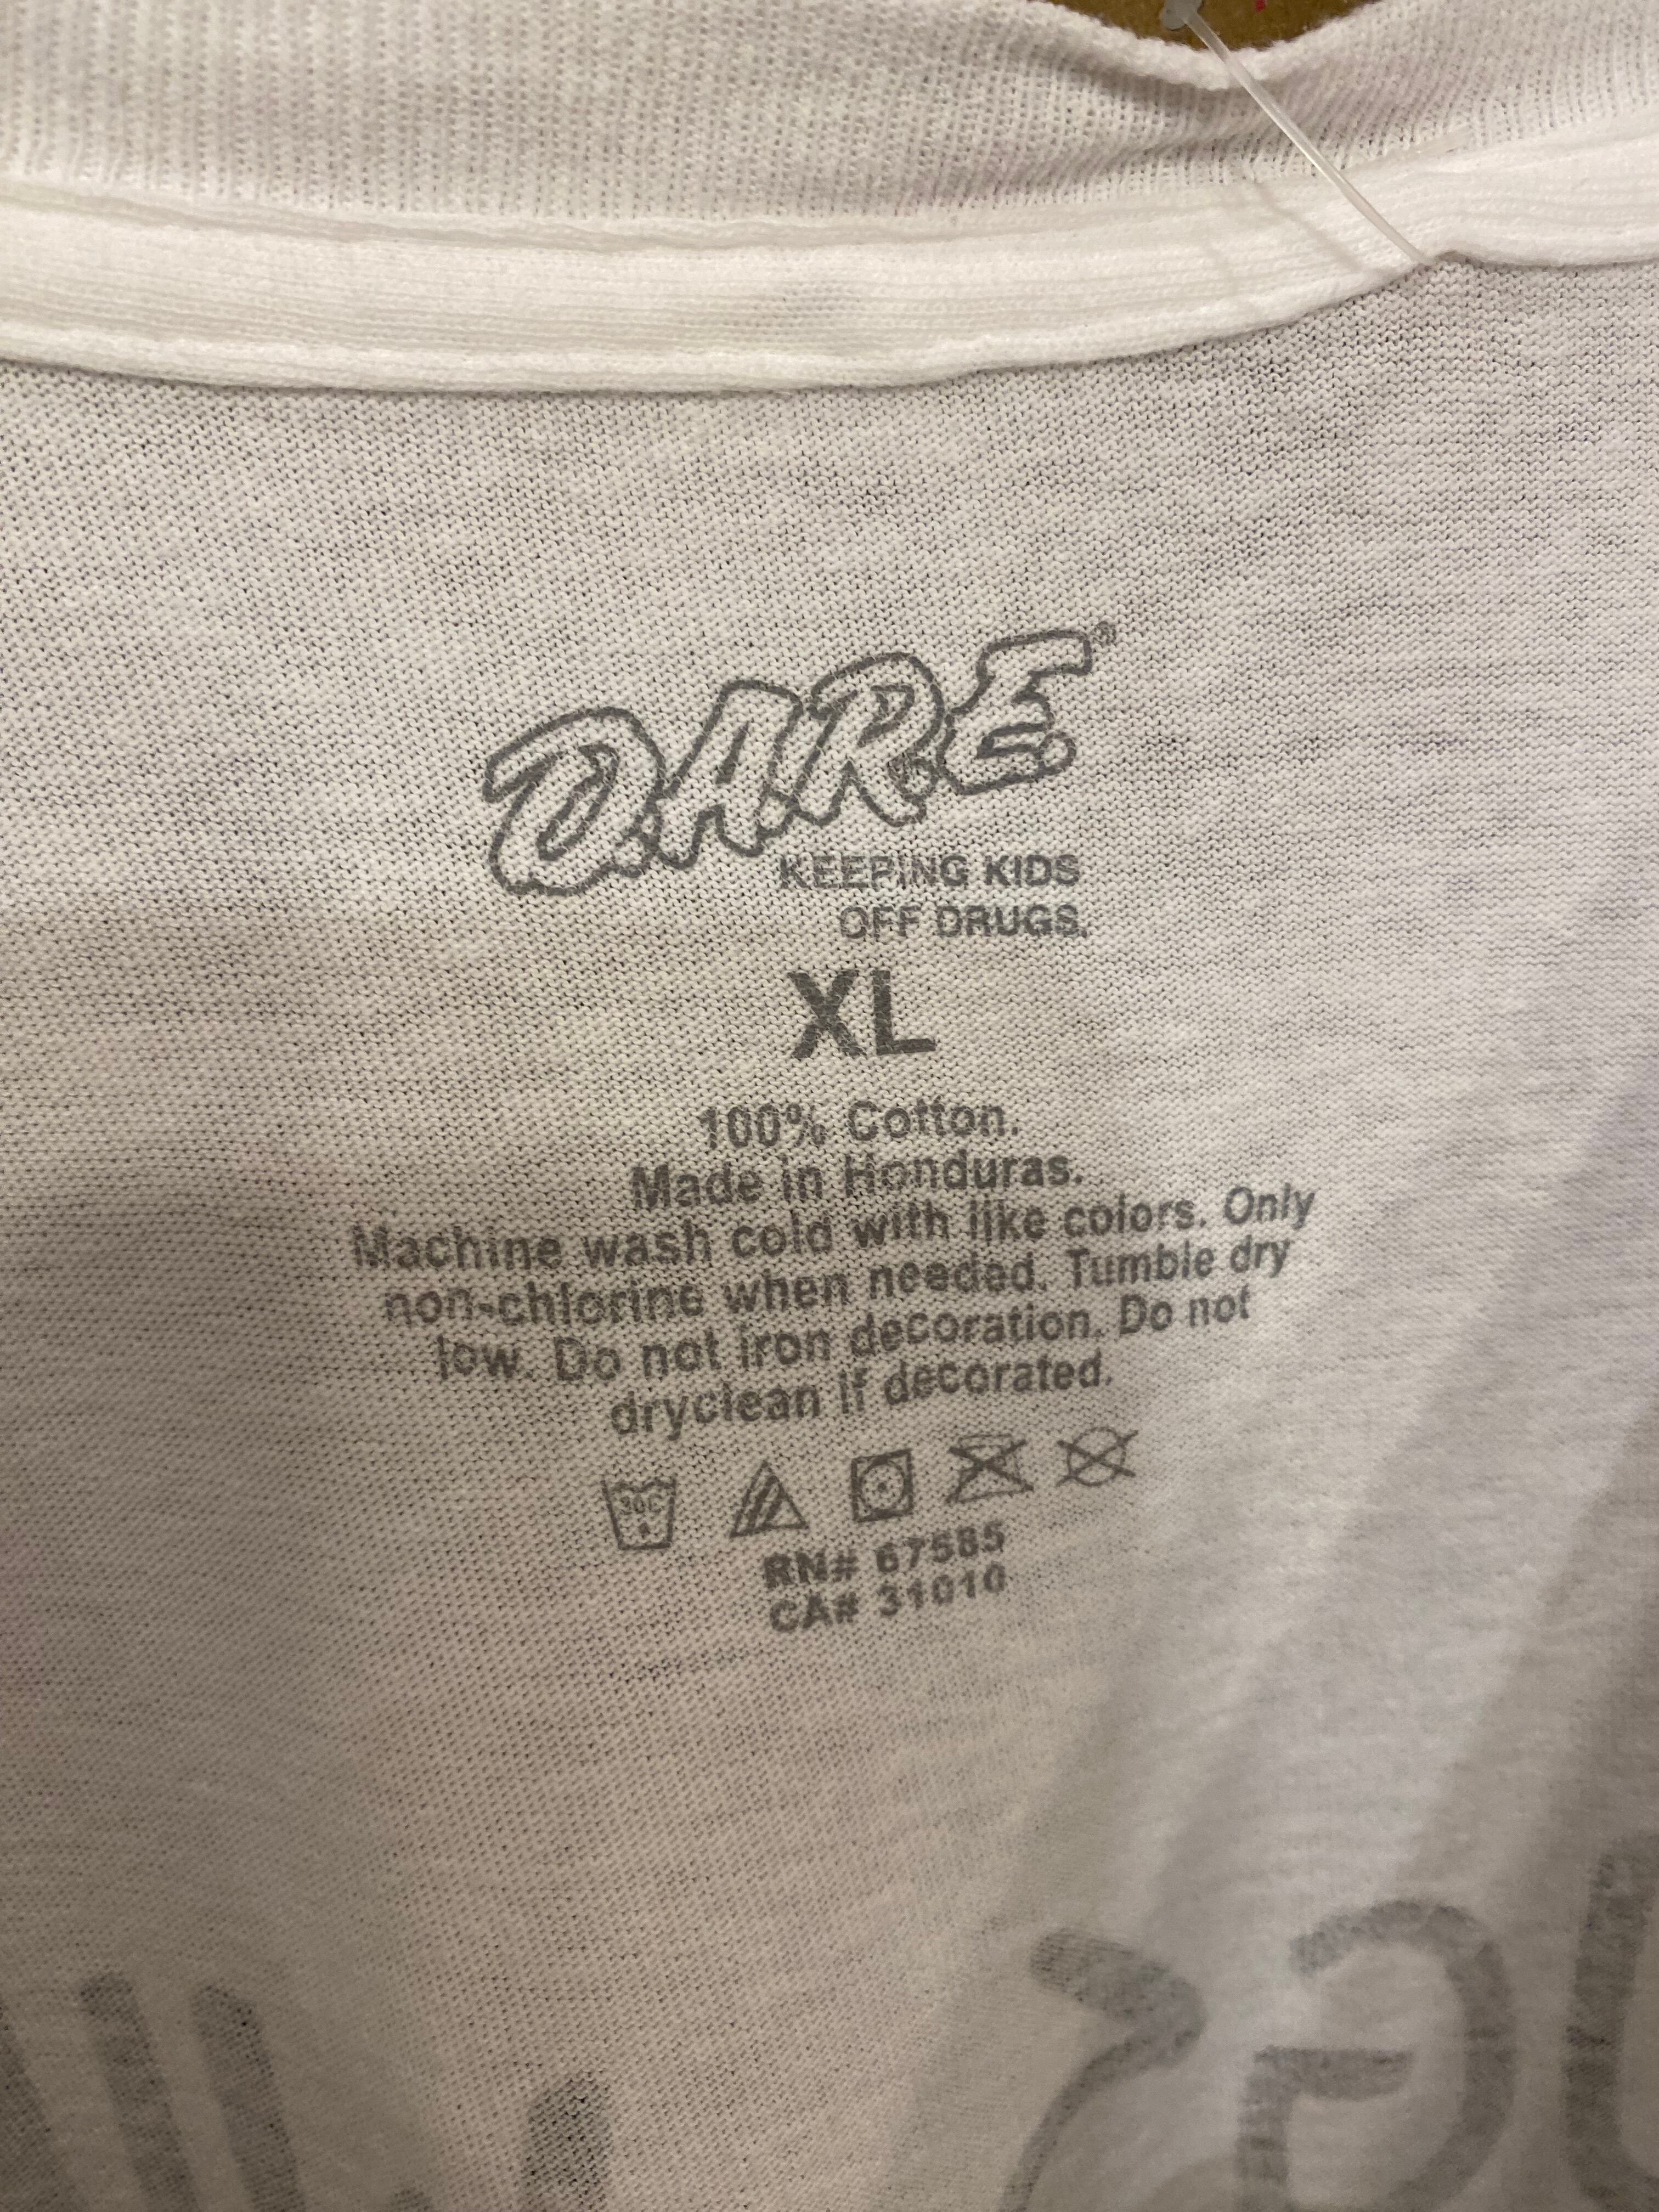 D.A.R.E.®
KEEPING KIDS
OFF DRUGS.
XL
100% Cotton.
Made in Honduras.
Machine wash cold with like colors. Only
non-chlorine when needed. Tumble dry
low. Do not iron decoration. Do not
dryclean if decorated.
30C
RN# 67585
CA# 31010